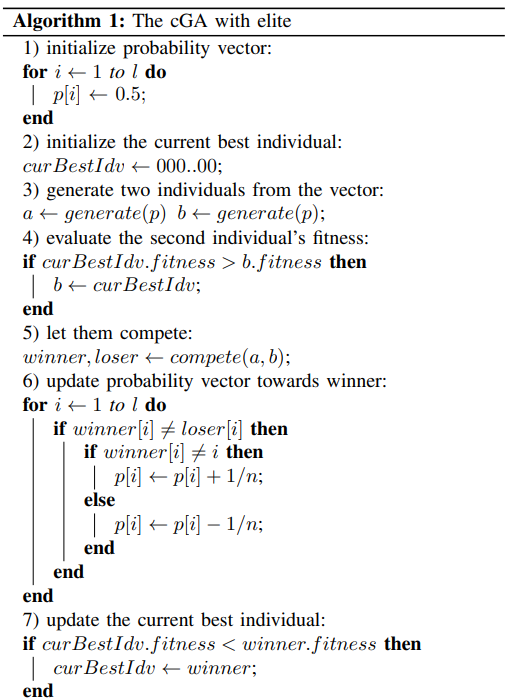 Algorithm 1: The cGA with elite
1) initialize probability vector:
for i ← 1 to l do
p[i] ← 0.5;
end
2) initialize the current best individual:
curBestIdv ← 000..00;
3) generate two individuals from the vector:
a ← generate(p) b ← generate(p);
4) evaluate the second individual's fitness:
if curBestIdv.fitness > b.fitness then
b ← curBestIdv;
end
5) let them compete:
winner, loser ← compete(a, b);
6) update probability vector towards winner:
for i ← 1 to l do
if winner[i] ≠ loser[i] then
if winner[i] ≠ i then
p[i] ← p[i] + 1/n;
else
p[i] ← p[i] − 1/n;
end
end
end
7) update the current best individual:
if curBestIdv.fitness < winner.fitness then
curBestIdv ← winner;
end